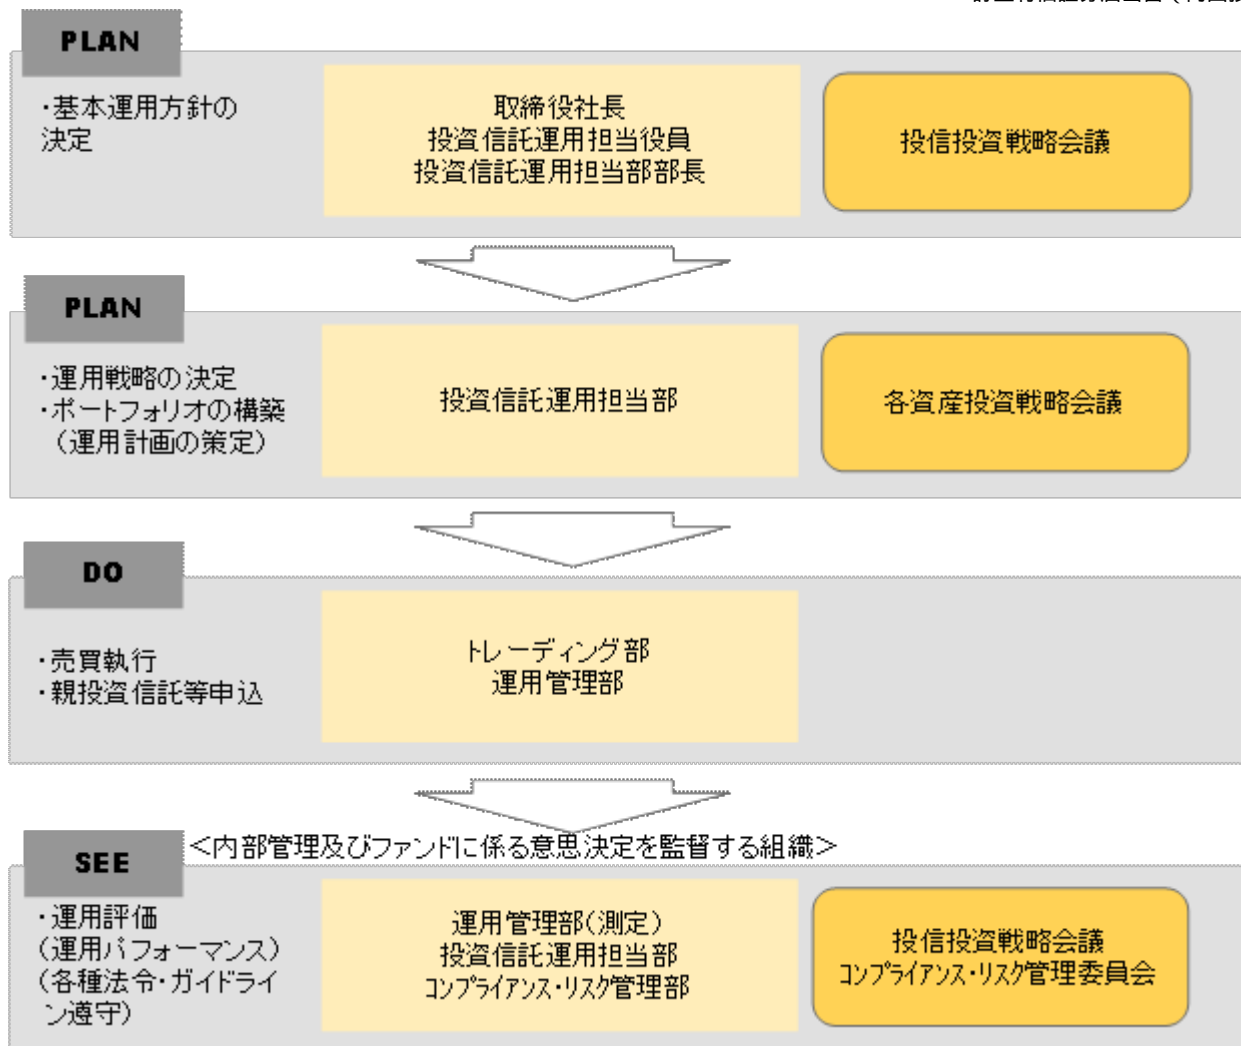 PLAN
・基本運用方針の
決定
取締役社長
投資信託運用担当役員
投資信託運用担当部部長
投信投資戦略会議
PLAN
・運用戦略の決定
・ポートフォリオの構築
（運用計画の策定）
投資信託運用担当部
各資産投資戦略会議
DO
・売買執行
・親投資信託等申込
トレーディング部
運用管理部
＜内部管理及びファンドに係る意思決定を監督する組織＞
SEE
・運用評価
（運用パフォーマンス）
（各種法令・ガイドライ
ン遵守）
運用管理部（測定）
投資信託運用担当部
コンプライアンス・リスク管理部
投信投資戦略会議
コンプライアンス・リスク管理委員会